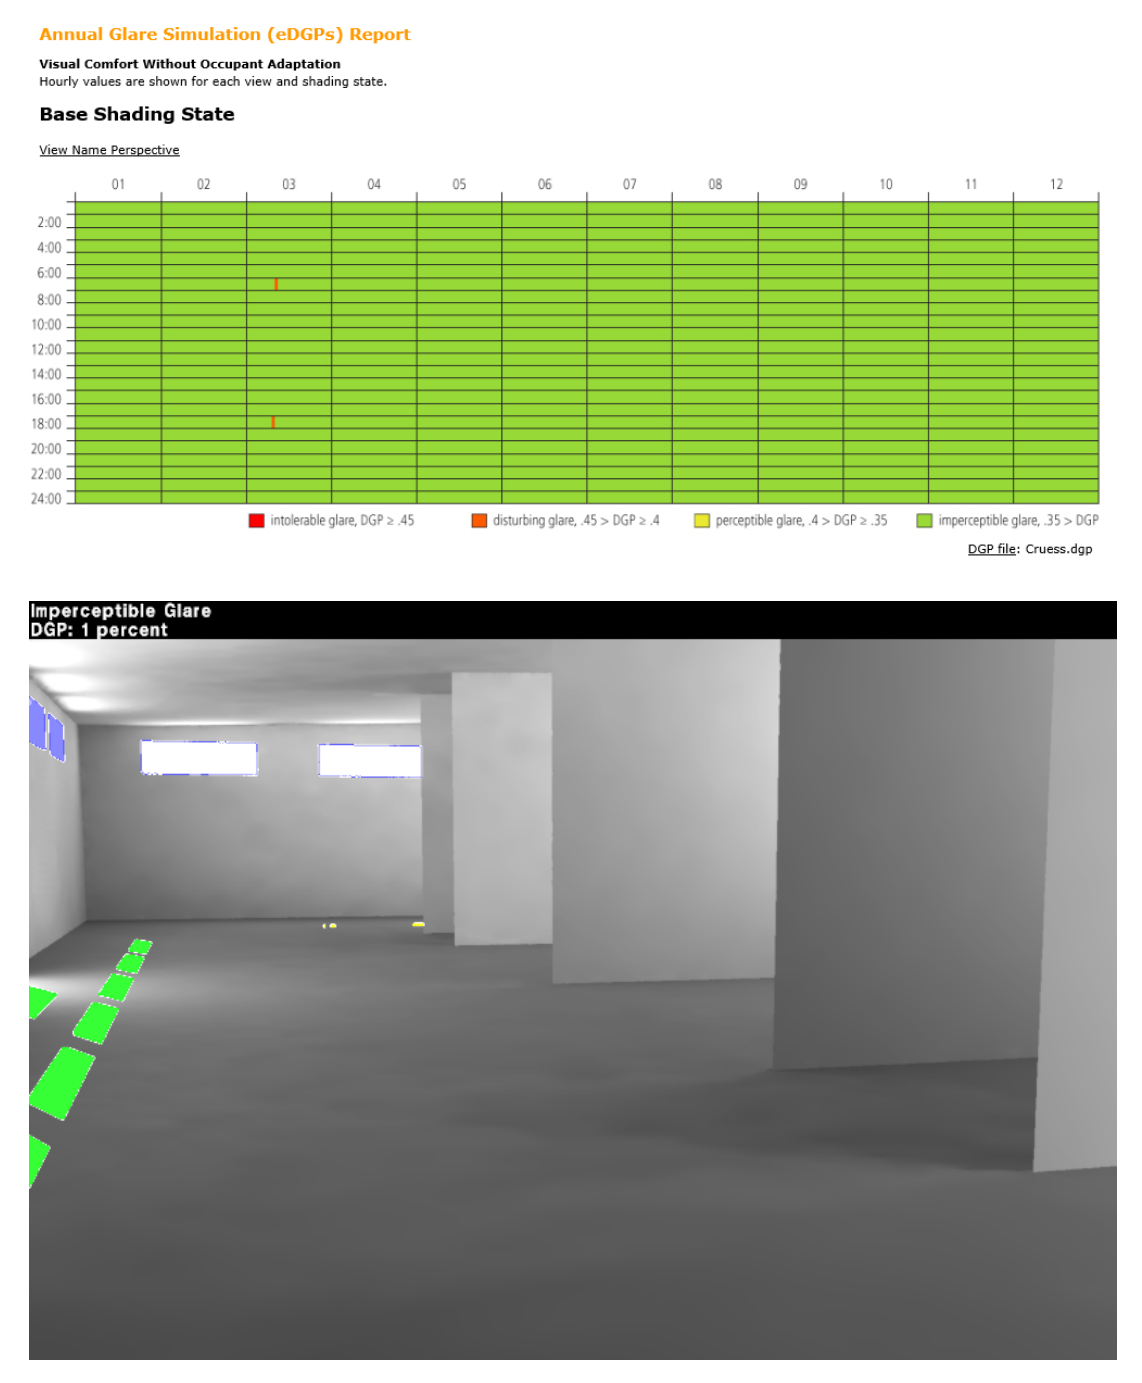 Annual Glare Simulation (eDGPs) Report
Visual Comfort Without Occupant Adaptation
Hourly values are shown for each view and shading state.
Base Shading State
View Name Perspective
01 02 03 04 05 06 07 08 09 10 11 12
2:00
4:00
6:00
8:00
10:00
12:00
14:00
16:00
18:00
20:00
22:00
24:00
intolerable glare, DGP ≥ .45 disturbing glare, .45 > DGP ≥ .4 perceptible glare, .4 > DGP ≥ .35 imperceptible glare, .35 > DGP
DGP file: Cruess.dgp
Imperceptible Glare
DGP: 1 percent